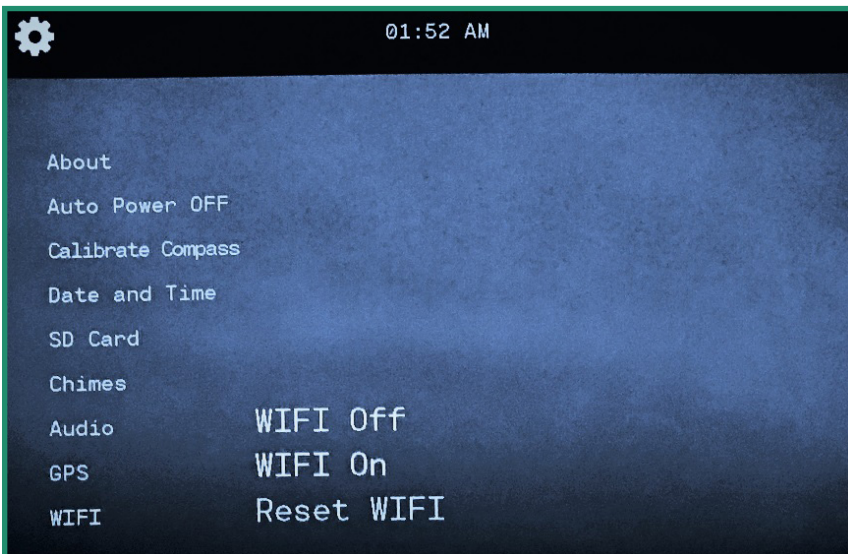 01:52 AM
About
Auto Power OFF
Calibrate Compass
Date and Time
SD Card
Chimes
Audio
GPS
WIFI
WIFI Off
WIFI On
Reset WIFI